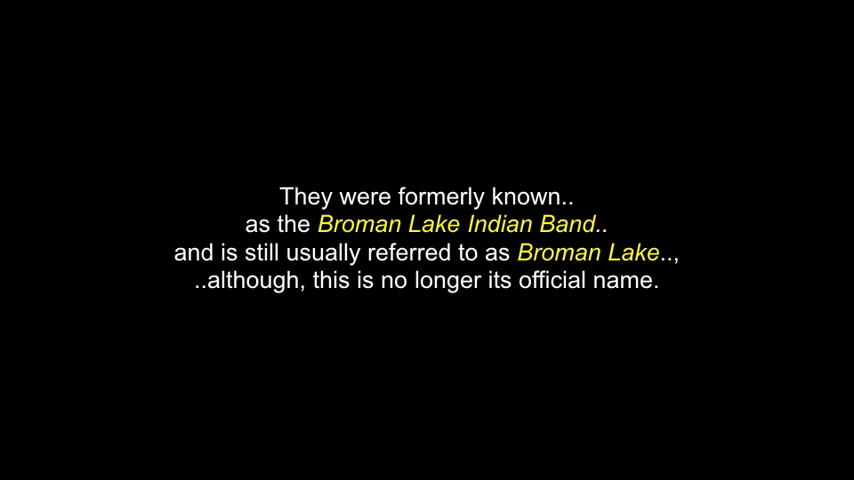 They were formerly known..
as the Broman Lake Indian Band..
and is still usually referred to as Broman Lake..,
..although, this is no longer its official name.